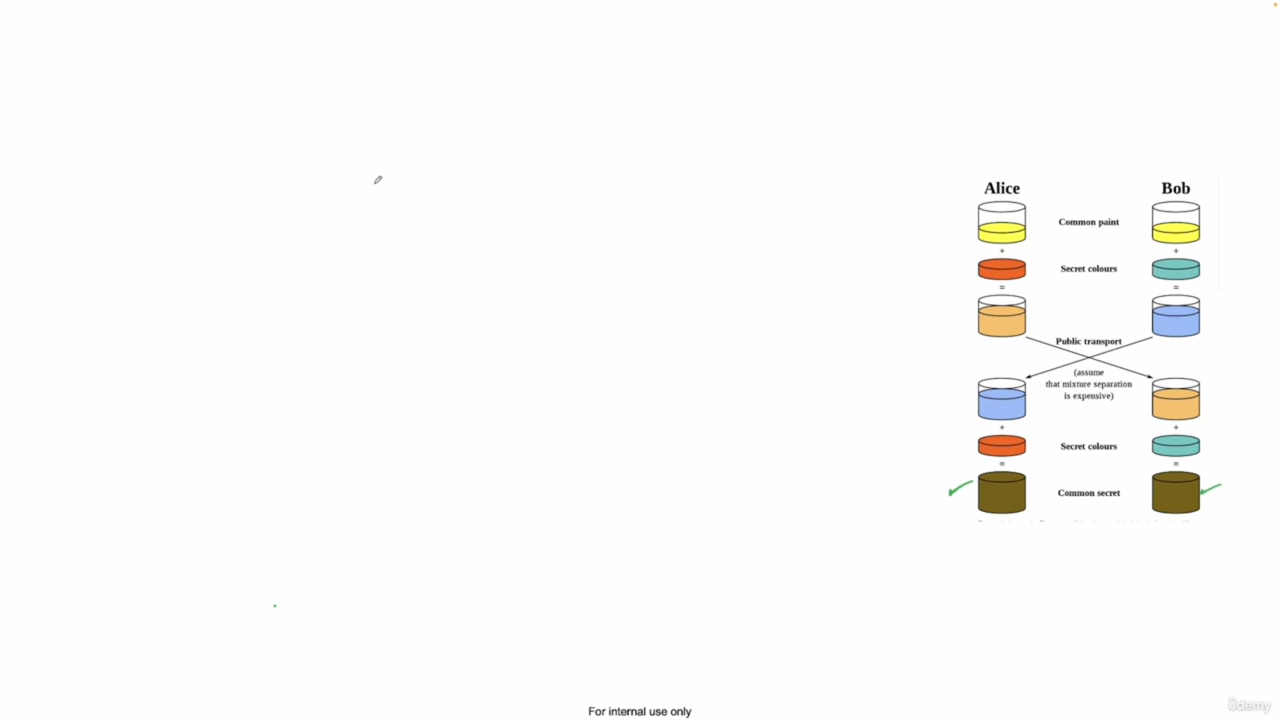 Alice Bob
Common paint
+ +
Secret colours
= =
Public transport
(assume
that mixture separation
is expensive)
+ +
Secret colours
= =
Common secret
For internal use only
ûdemy